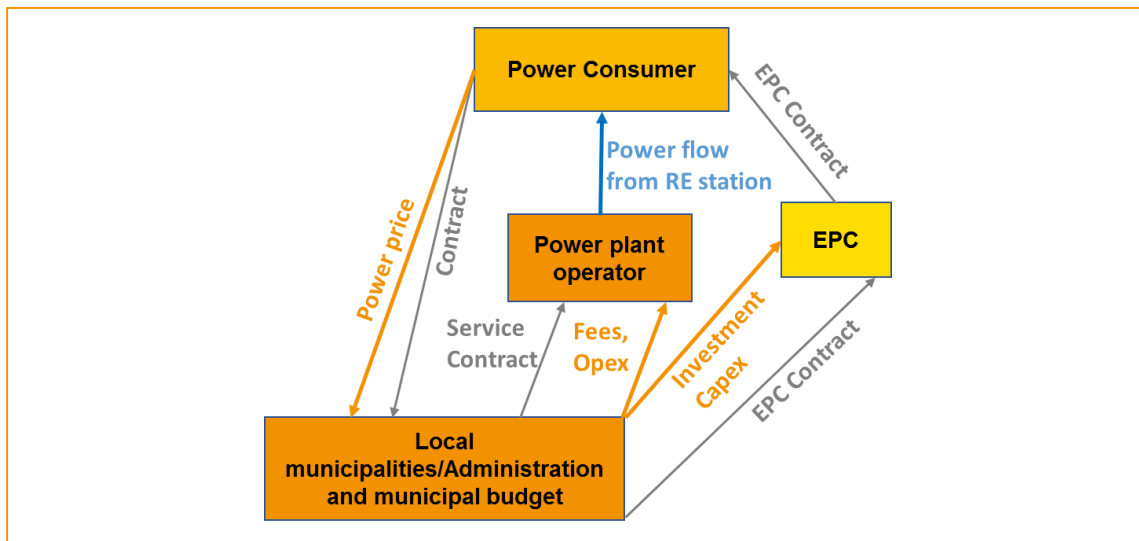 Power Consumer
EPC Contract
Power flow
from RE station
Power price
Contract
Power plant
operator
EPC
Service
Contract
Fees,
Opex
Investment
Capex
EPC Contract
Local
municipalities/Administration
and municipal budget